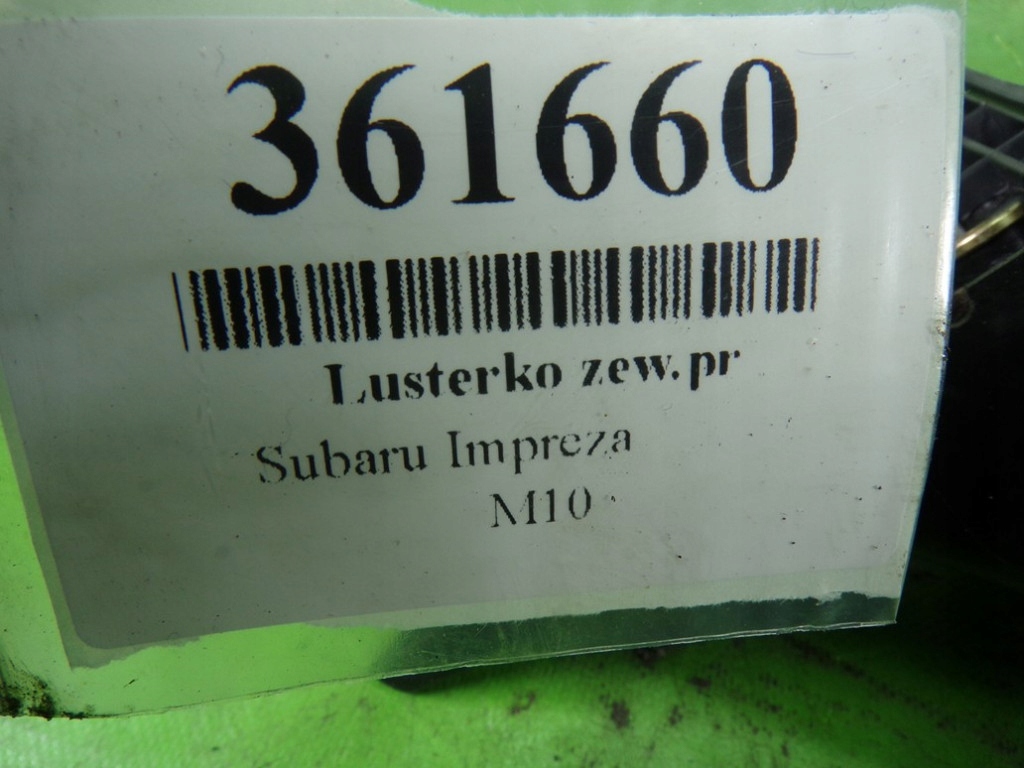 361660
Lusterko zew.pr
Subaru Impreza
M10